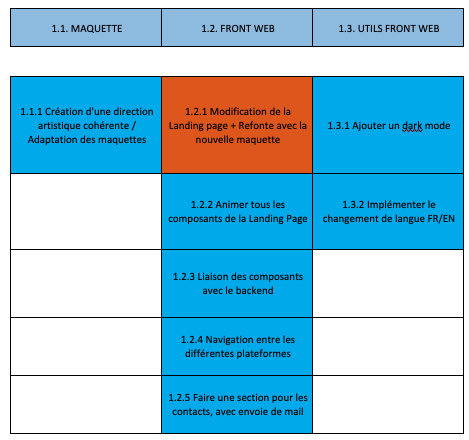 1.1. MAQUETTE
1.2. FRONT WEB
1.3. UTILS FRONT WEB
1.1.1 Création d'une direction
artistique cohérente /
Adaptation des maquettes
1.2.1 Modification de la
Landing page + Refonte avec la
nouvelle maquette
1.3.1 Ajouter un dark mode
1.2.2 Animer tous les
composants de la Landing Page
1.3.2 Implémenter le
changement de langue FR/EN
1.2.3 Liaison des composants
avec le backend
1.2.4 Navigation entre les
différentes plateformes
1.2.5 Faire une section pour les
contacts, avec envoie de mail